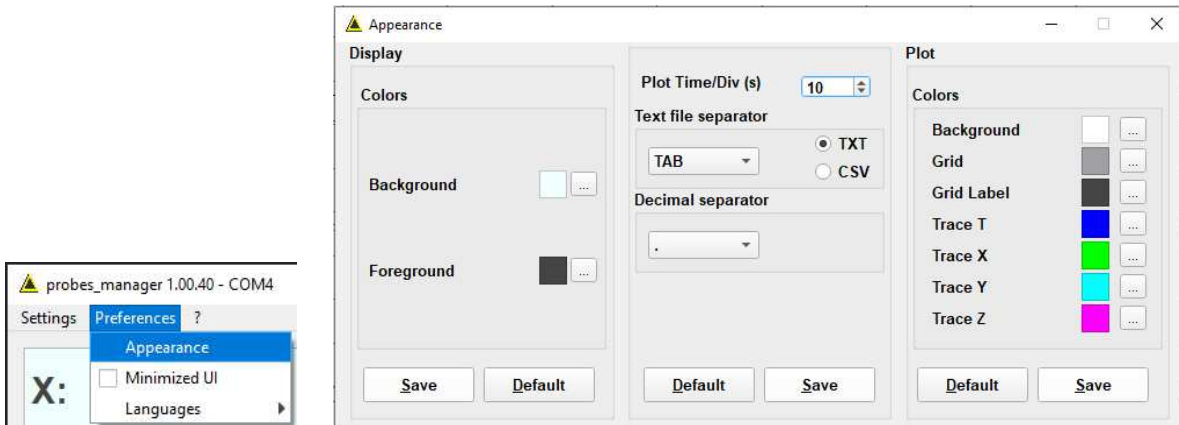 probes_manager 1.00.40 - COM4
Settings Preferences ?
Appearance
Minimized UI
Languages
X:
Appearance
Display
Colors
Background ...
Foreground ...
Save Default
Plot Time/Div (s) 10
Text file separator
TAB
TXT
CSV
Decimal separator
.
Default Save
Plot
Colors
Background ...
Grid ...
Grid Label ...
Trace T ...
Trace X ...
Trace Y ...
Trace Z ...
Default Save